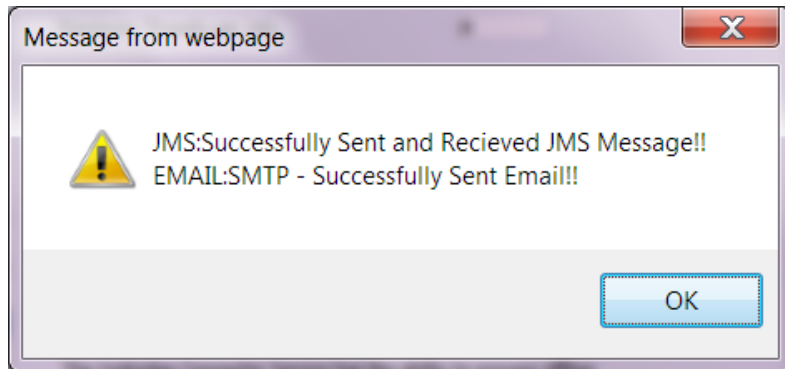 Message from webpage
JMS:Successfully Sent and Recieved JMS Message!!
EMAIL:SMTP - Successfully Sent Email!!
OK